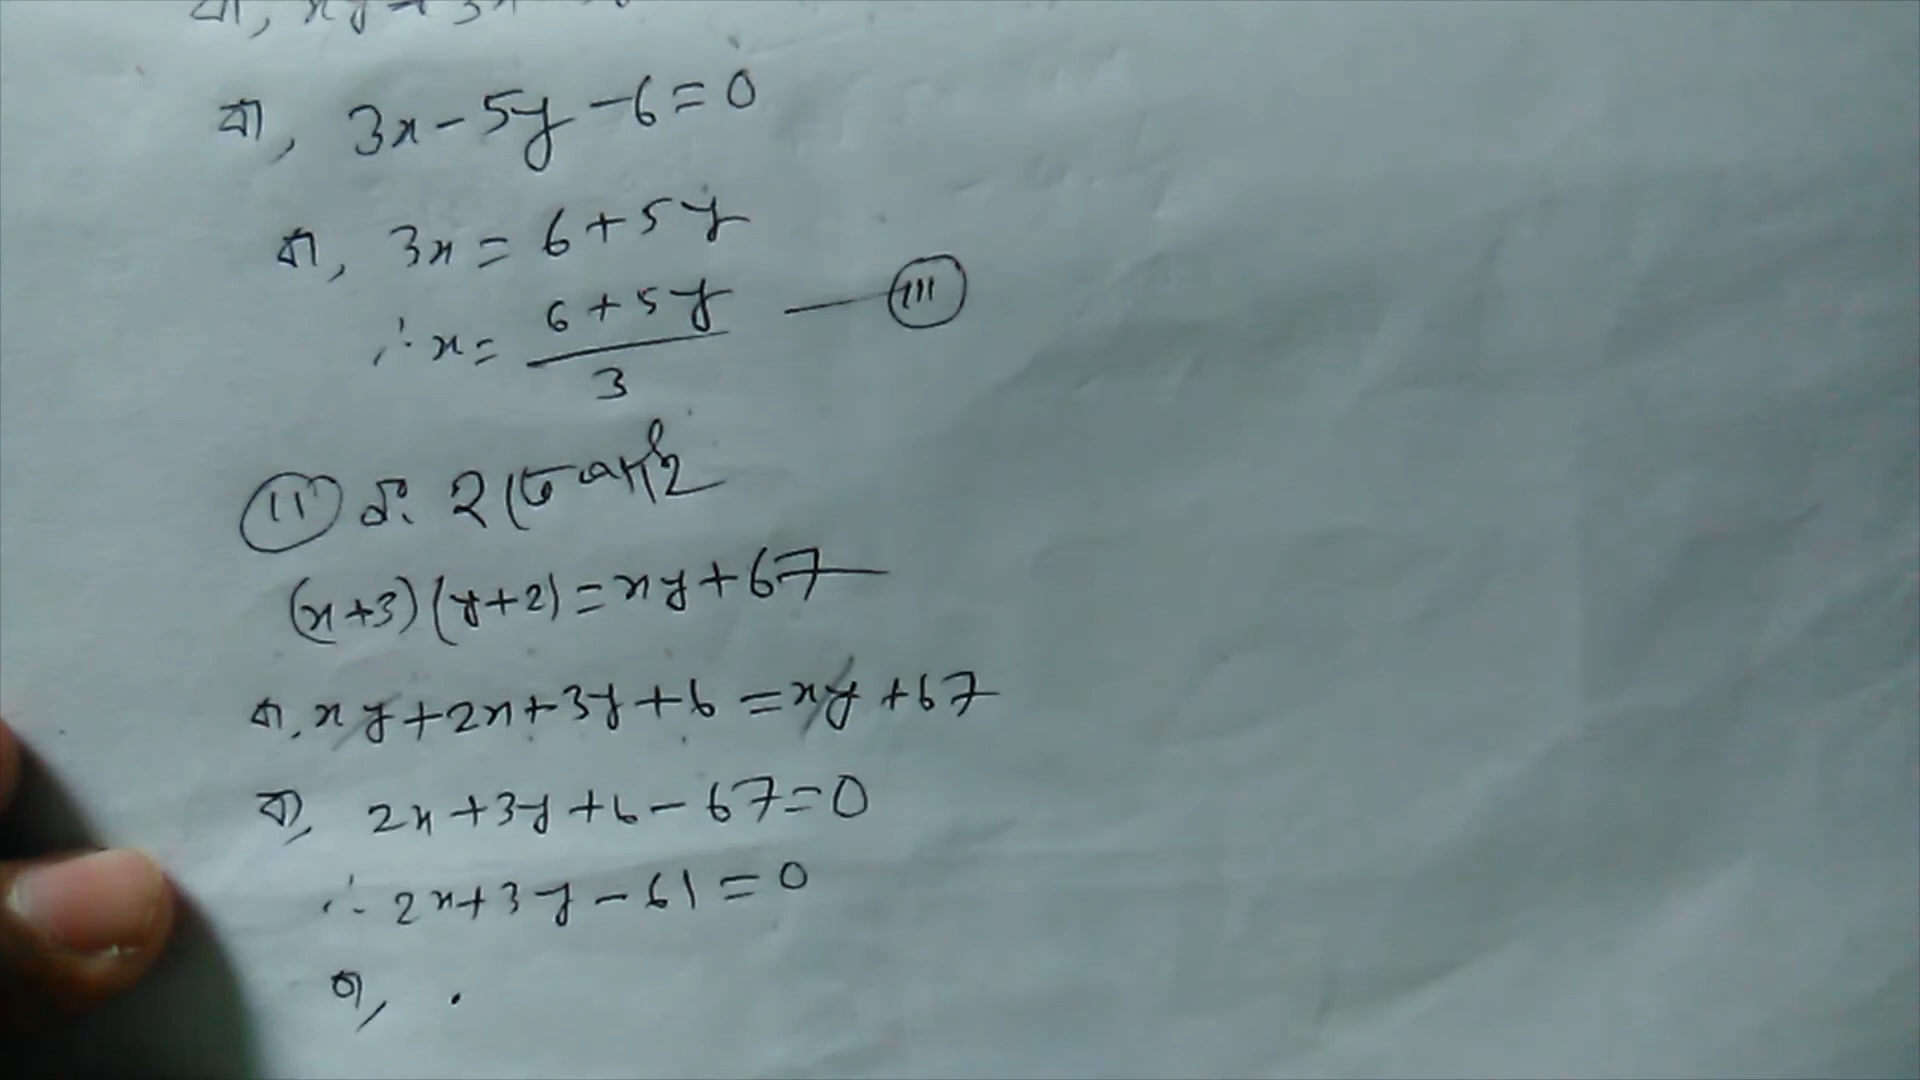 বা, 3x - 5y - 6 = 0
বা, 3x = 6 + 5y
∴ x = (6 + 5y)/3 — (iii)
(ii) নং হতে পাই
(x+3)(y+2) = xy + 67
বা, xy + 2x + 3y + 6 = xy + 67
বা, 2x + 3y + 6 - 67 = 0
∴ 2x + 3y - 61 = 0
বা, .